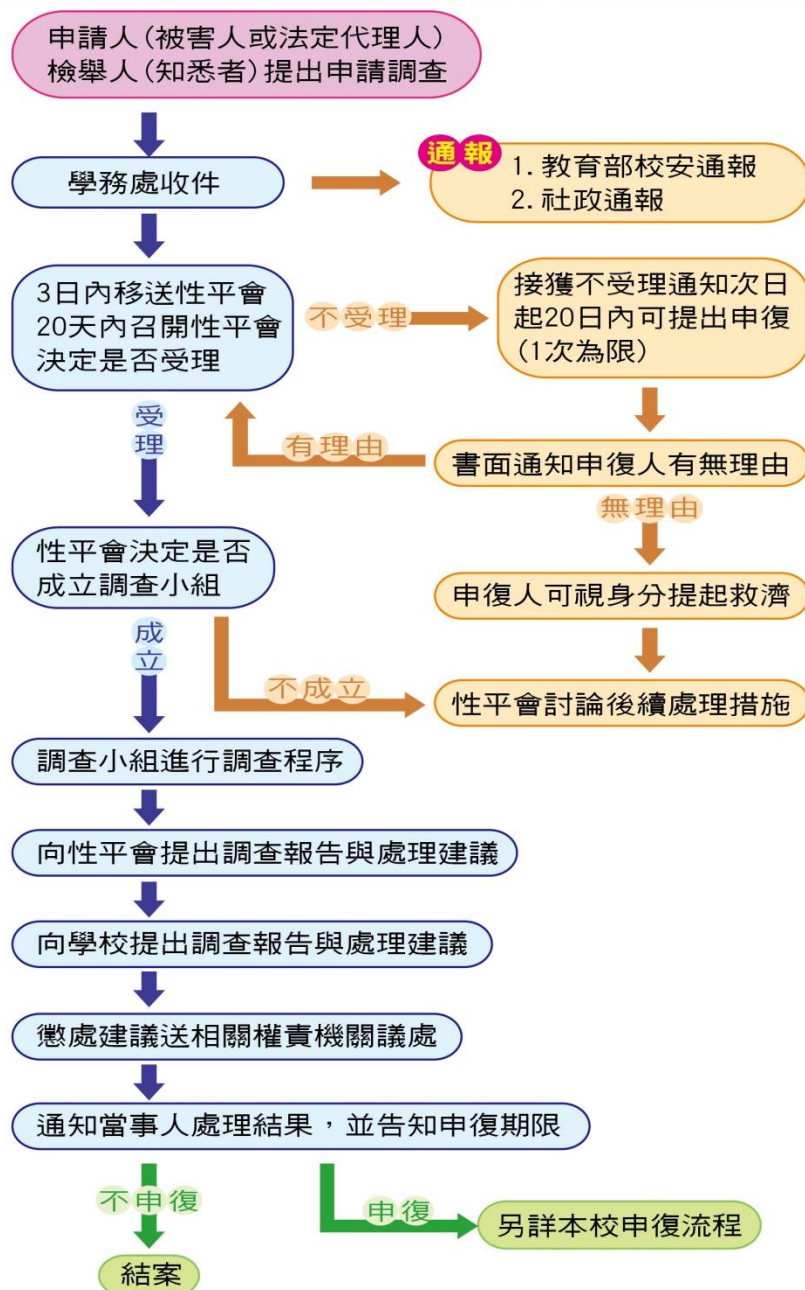 申請人(被害人或法定代理人)
檢舉人(知悉者)提出申請調查
學務處收件
通報
1. 教育部校安通報
2. 社政通報
3日內移送性平會
20天內召開性平會
決定是否受理
不受理
接獲不受理通知次日
起20日內可提出申復
(1次為限)
受理
有理由
書面通知申復人有無理由
無理由
性平會決定是否
成立調查小組
申復人可視身分提起救濟
成立
不成立
性平會討論後續處理措施
調查小組進行調查程序
向性平會提出調查報告與處理建議
向學校提出調查報告與處理建議
懲處建議送相關權責機關議處
通知當事人處理結果，並告知申復期限
不申復
申復
另詳本校申復流程
結案